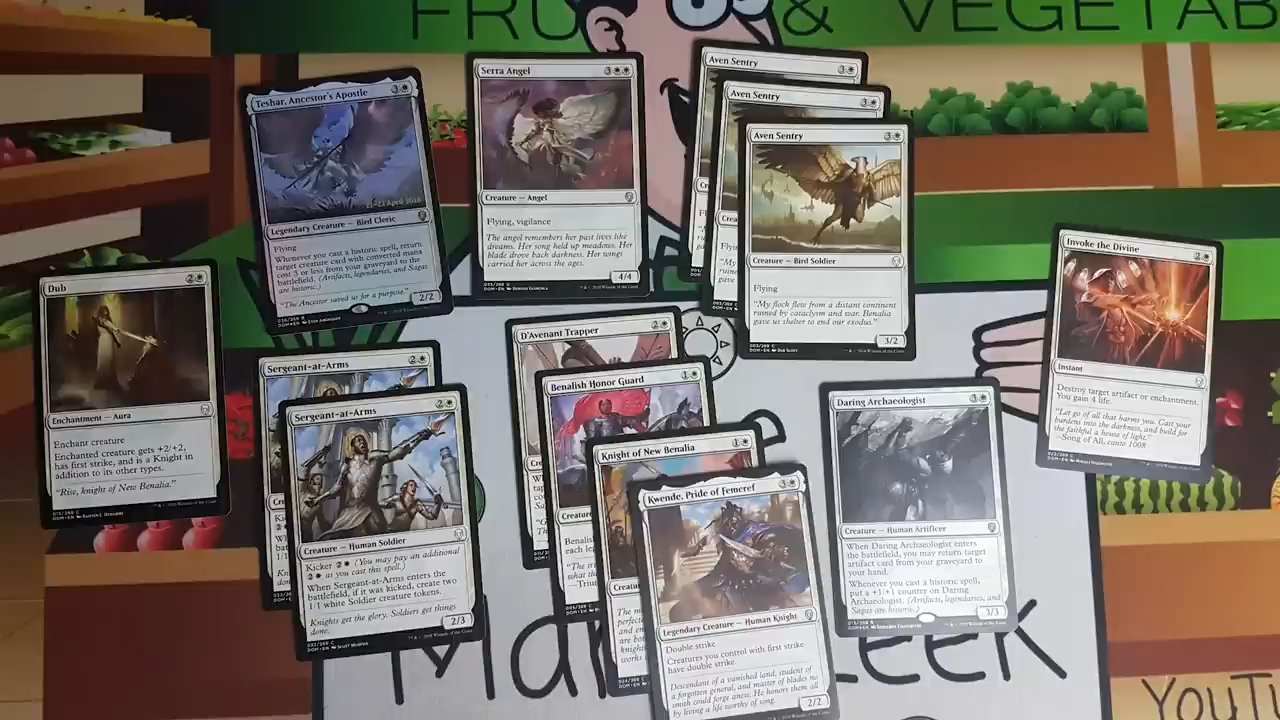 FRU & VEGETAB
Teshar, Ancestor's Apostle 3
21-22 April 2018
Legendary Creature — Bird Cleric
Flying
Whenever you cast a historic spell, return
target creature card with converted mana
cost 3 or less from your graveyard to the
battlefield. (Artifacts, legendaries, and Sagas
are historic.)
"The Ancestor saved us for a purpose."
2/2
Serra Angel 3
Creature — Angel
Flying, vigilance
The angel remembers her past lives like
dreams. Her song held up meadows. Her
blade drove back darkness. Her wings
carried her across the ages.
4/4
Aven Sentry 3
Aven Sentry 3
Aven Sentry 3
Creature — Bird Soldier
Flying
"My flock flew from a distant continent
ruined by cataclysm and war. Benalia
gave us shelter to end our exodus."
3/2
Invoke the Divine 2
Instant
Destroy target artifact or enchantment.
You gain 4 life.
"Let go of all that harms you. Cast your
burdens into the darkness, and build for
the faithful a house of light."
—Song of All, canto 1008
Dub 2
Enchantment — Aura
Enchant creature
Enchanted creature gets +2/+2,
has first strike, and is a Knight in
addition to its other types.
"Rise, knight of New Benalia."
Sergeant-at-Arms 2
Sergeant-at-Arms 2
Creature — Human Soldier
Kicker 2 (You may pay an additional
2 as you cast this spell.)
When Sergeant-at-Arms enters the
battlefield, if it was kicked, create two
1/1 white Soldier creature tokens.
Knights get the glory. Soldiers get things
done.
2/3
D'Avenant Trapper 2
Benalish Honor Guard 1
Knight of New Benalia 1
Kwende, Pride of Femeref 3
Legendary Creature — Human Knight
Double strike
Creatures you control with first strike
have double strike.
Descendant of a vanished land, student of
a forgotten general, and master of blades no
smith could forge anew. He honors them all
by living a life worthy of song.
2/2
Daring Archaeologist 3
Creature — Human Artificer
When Daring Archaeologist enters
the battlefield, you may return target
artifact card from your graveyard to
your hand.
Whenever you cast a historic spell,
put a +1/+1 counter on Daring
Archaeologist. (Artifacts, legendaries, and
Sagas are historic.)
3/3
Ma Leek
YOUTU